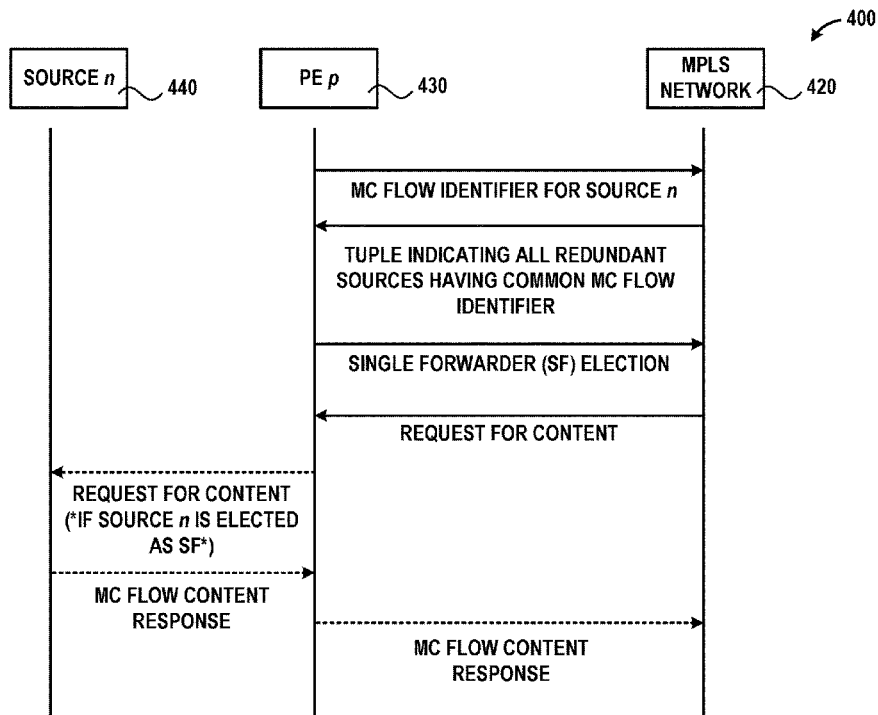 400
SOURCE n
440
PE p
430
MPLS
NETWORK
420
MC FLOW IDENTIFIER FOR SOURCE n
TUPLE INDICATING ALL REDUNDANT
SOURCES HAVING COMMON MC FLOW
IDENTIFIER
SINGLE FORWARDER (SF) ELECTION
REQUEST FOR CONTENT
REQUEST FOR CONTENT
(*IF SOURCE n IS ELECTED
AS SF*)
MC FLOW CONTENT
RESPONSE
MC FLOW CONTENT
RESPONSE